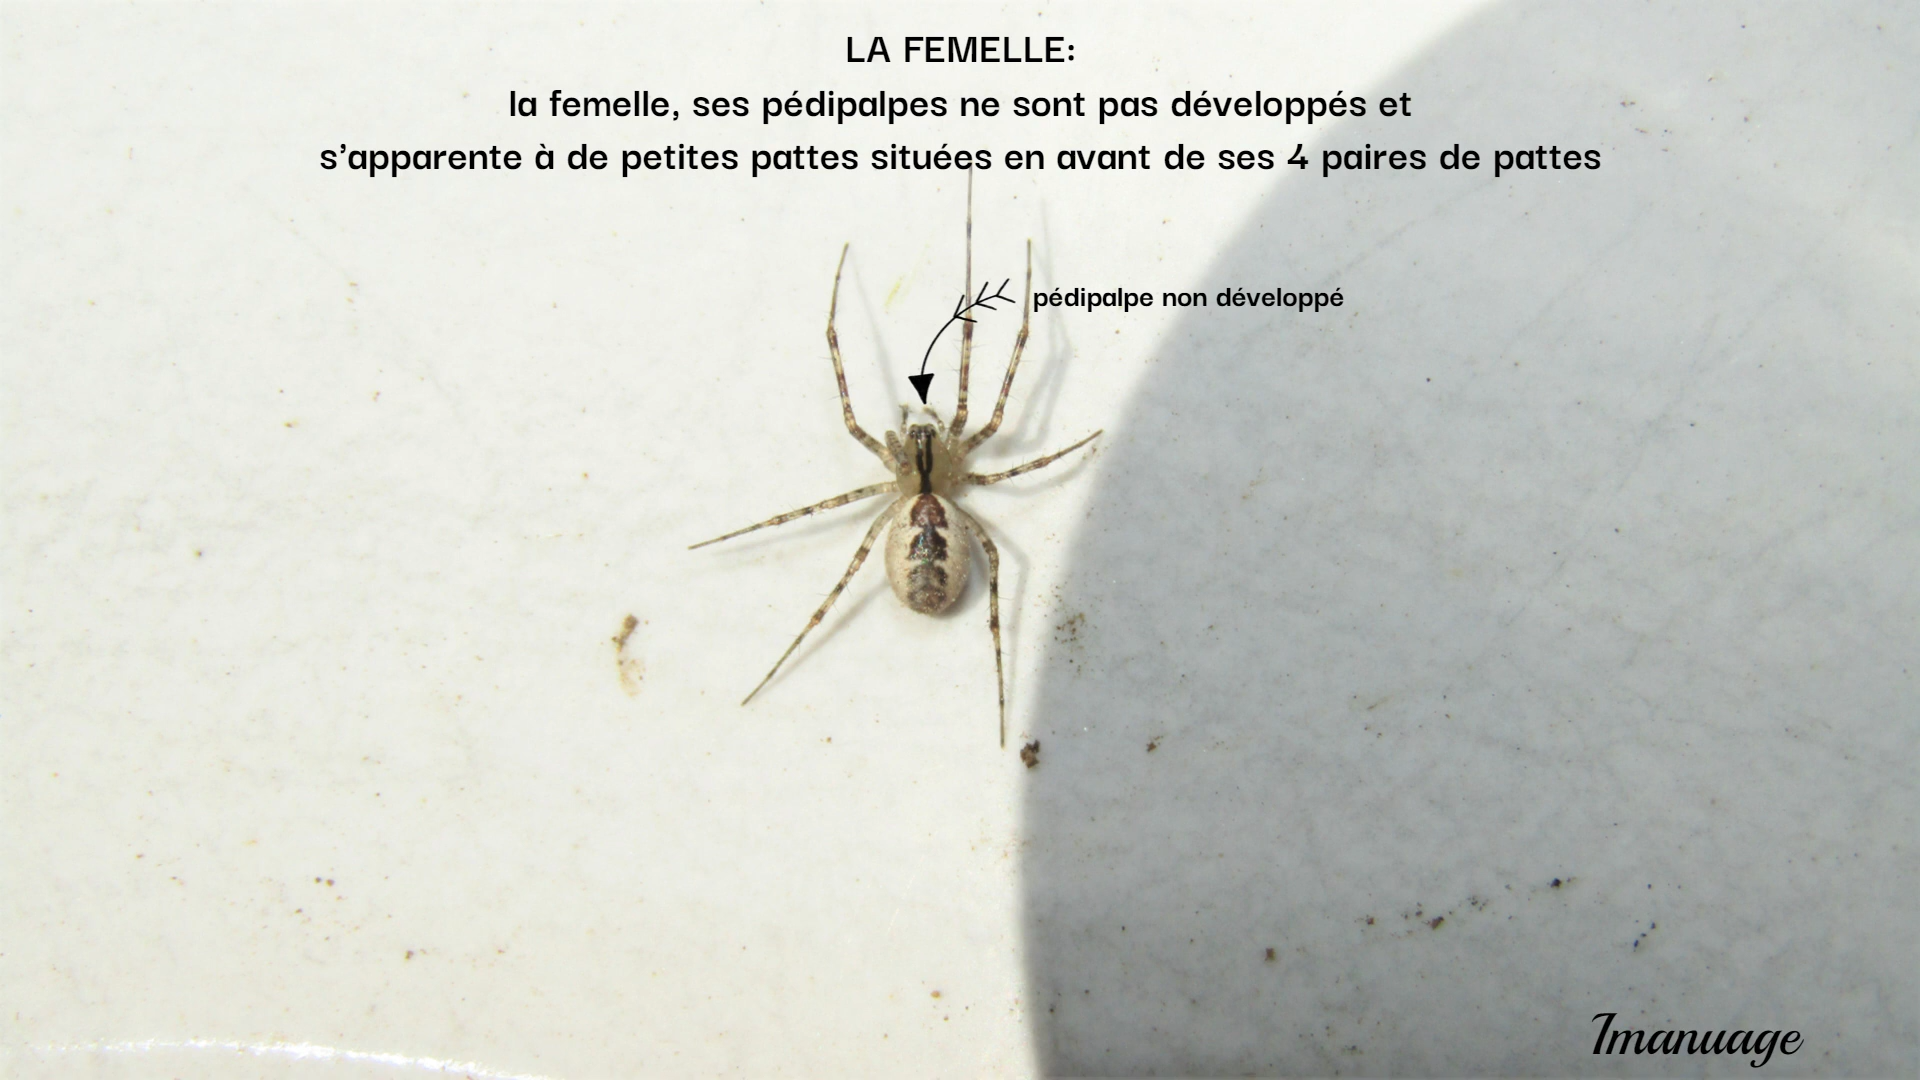 LA FEMELLE:
la femelle, ses pédipalpes ne sont pas développés et
s'apparente à de petites pattes situées en avant de ses 4 paires de pattes
pédipalpe non développé
Imanuage